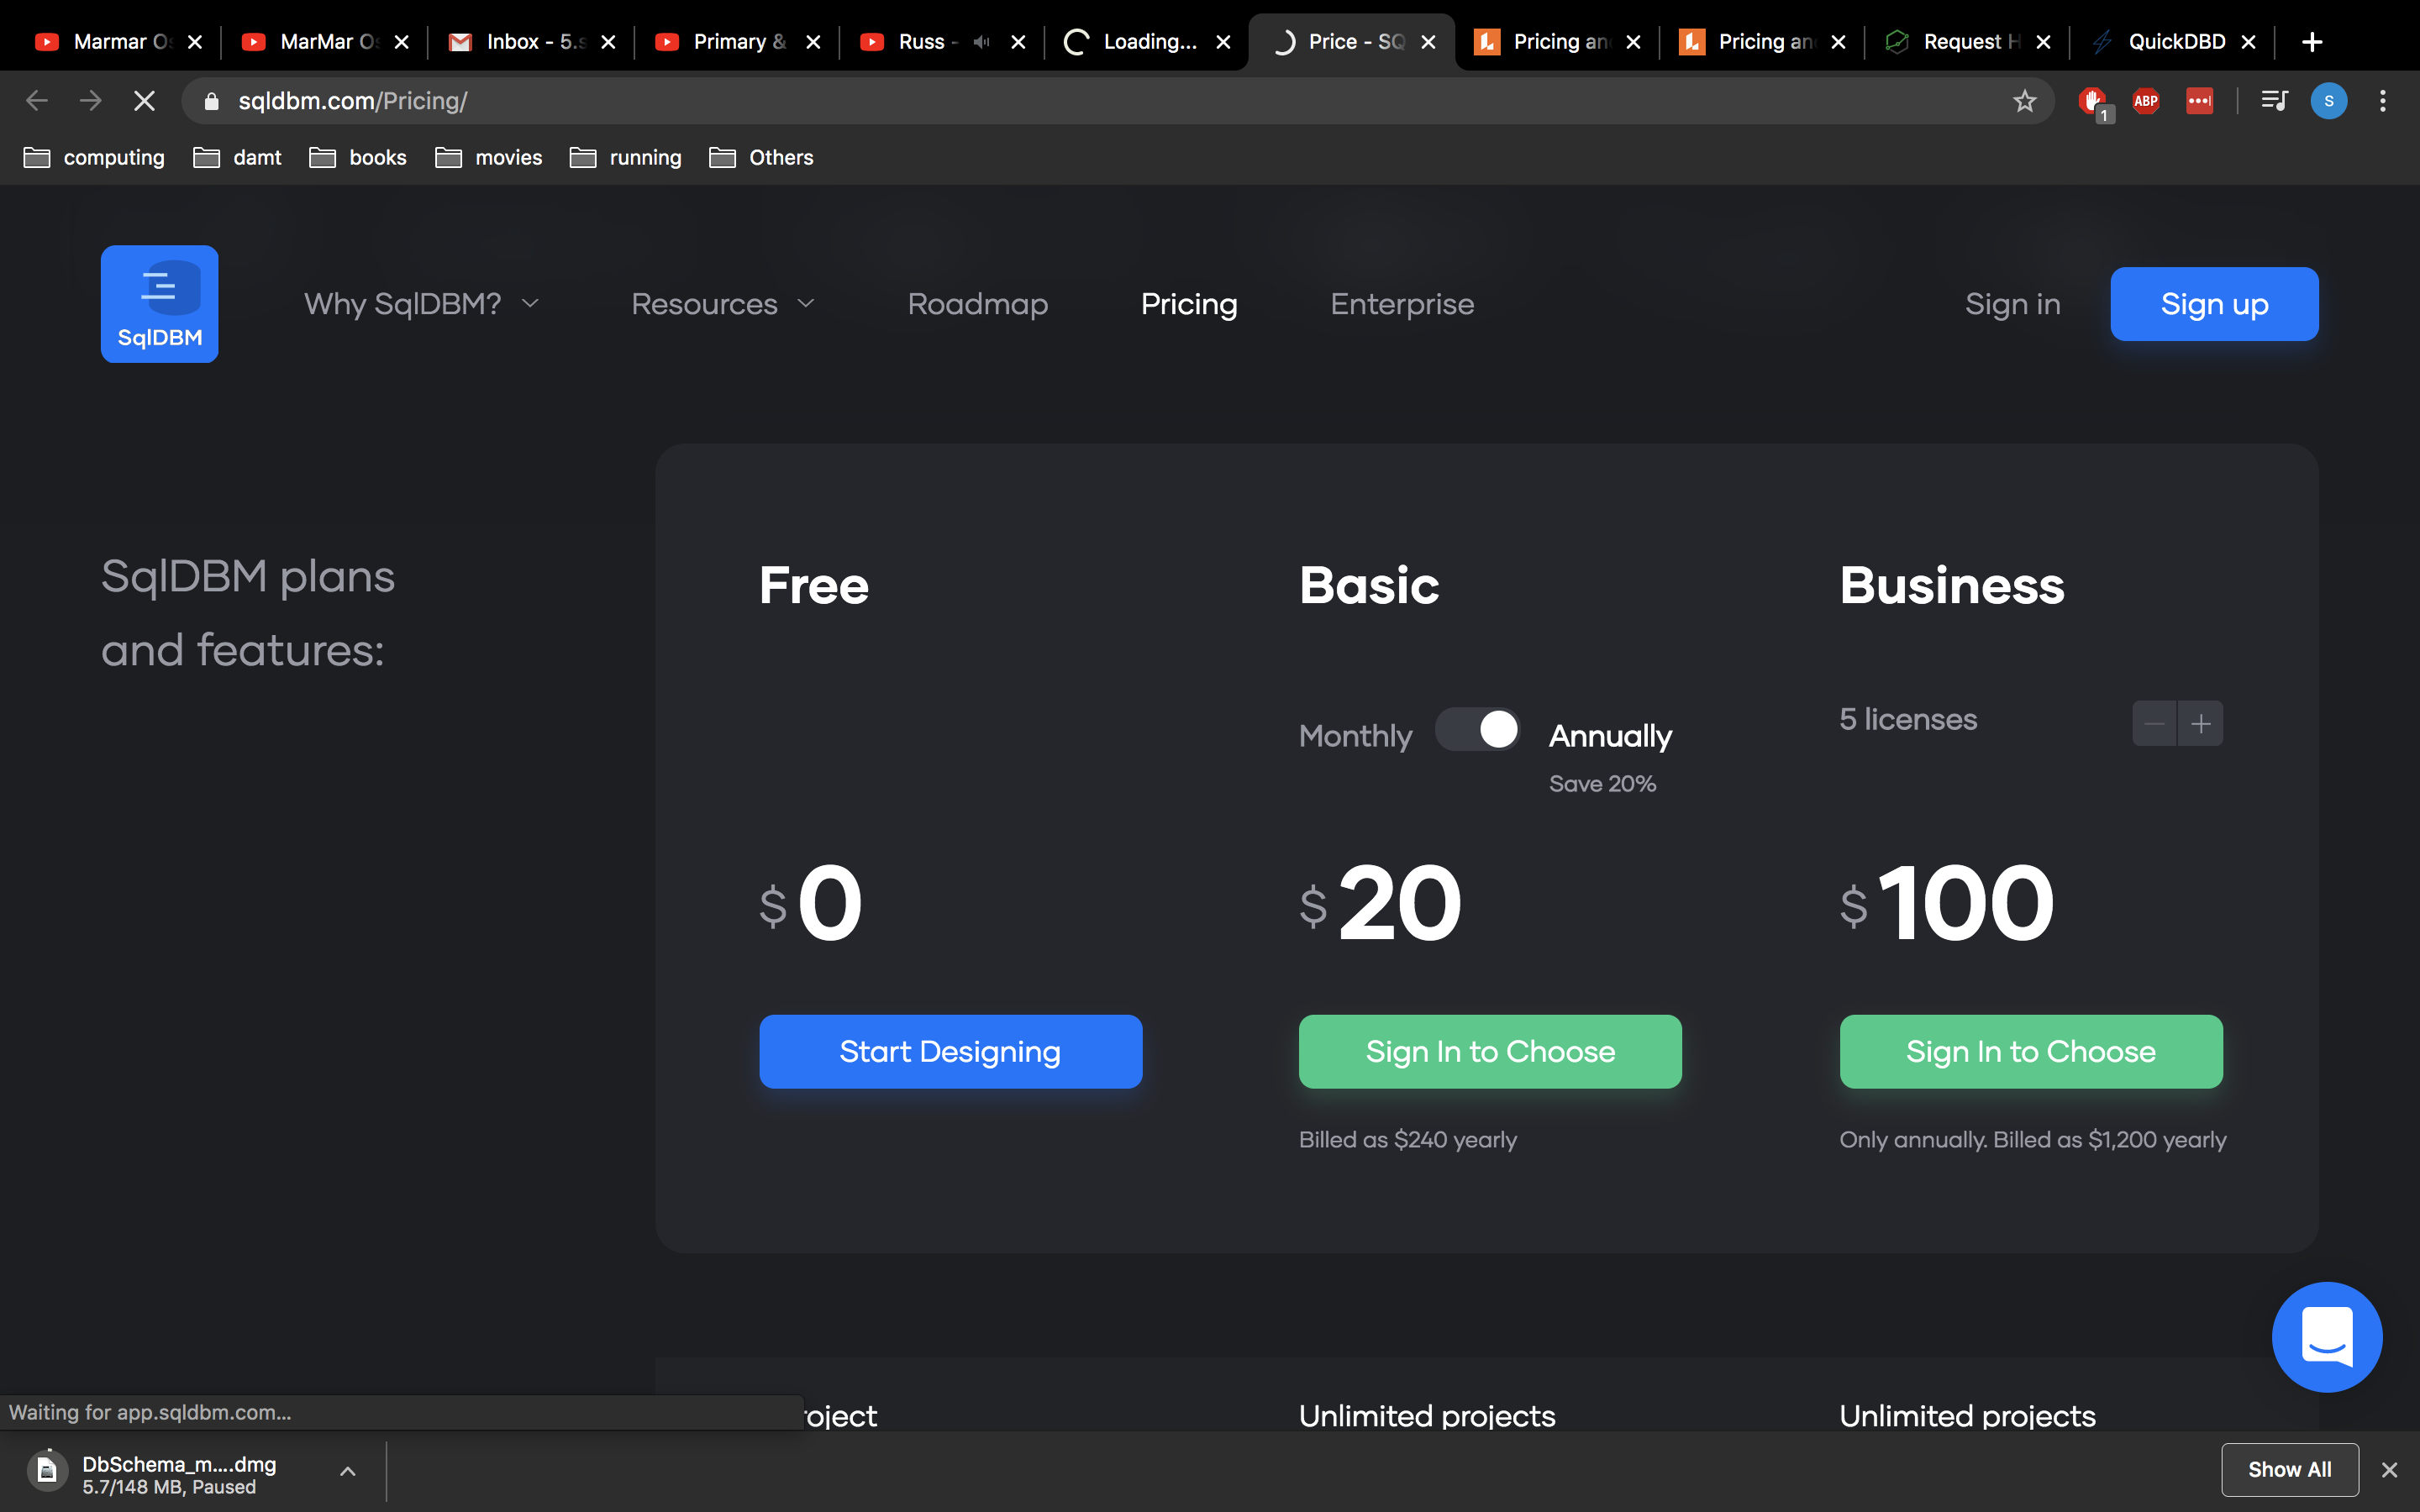 Marmar Os
MarMar Os
Inbox - 5.s
Primary &
Russ -
Loading...
Price - SQ
Pricing an
Pricing an
Request H
QuickDBD
sqldbm.com/Pricing/
1
ABP
S
computing
damt
books
movies
running
Others
SqlDBM
Why SqlDBM?
Resources
Roadmap
Pricing
Enterprise
Sign in
Sign up
SqlDBM plans
and features:
Free
$0
Start Designing
Basic
Monthly
Annually
Save 20%
$20
Sign In to Choose
Billed as $240 yearly
Business
5 licenses
$100
Sign In to Choose
Only annually. Billed as $1,200 yearly
oject
Unlimited projects
Unlimited projects
Waiting for app.sqldbm.com...
DbSchema_m....dmg
5.7/148 MB, Paused
Show All